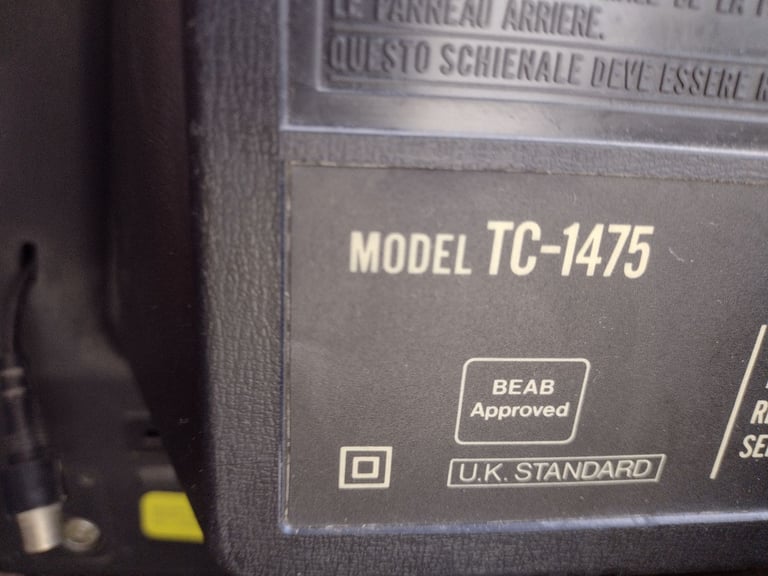 LE PANNEAU ARRIERE.
QUESTO SCHIENALE DEVE ESSERE
MODEL TC-1475
BEAB
Approved
U.K. STANDARD